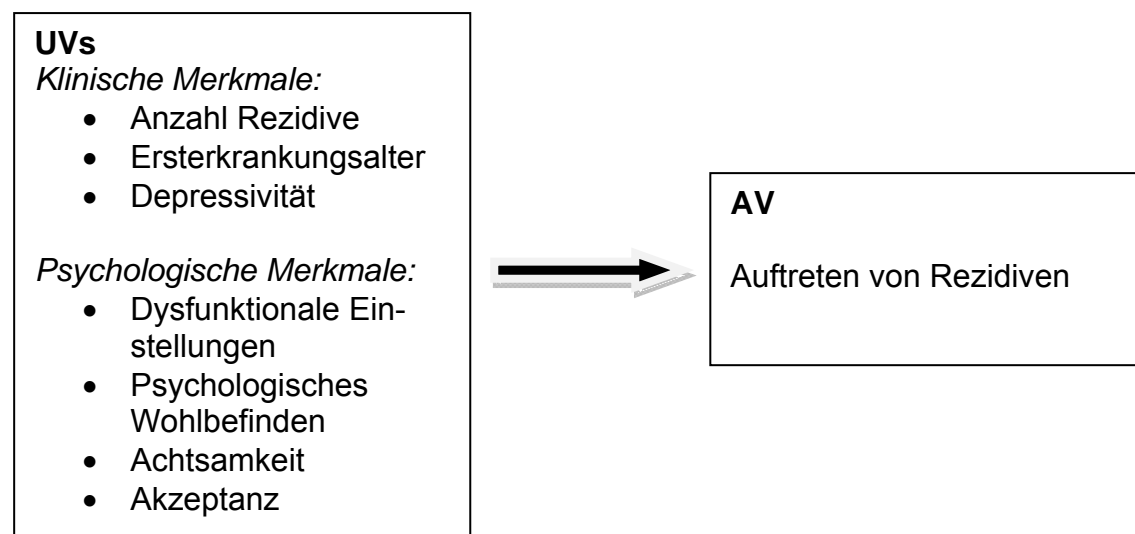 UVs
Klinische Merkmale:
• Anzahl Rezidive
• Ersterkrankungsalter
• Depressivität
Psychologische Merkmale:
• Dysfunktionale Ein-
stellungen
• Psychologisches
Wohlbefinden
• Achtsamkeit
• Akzeptanz
AV
Auftreten von Rezidiven